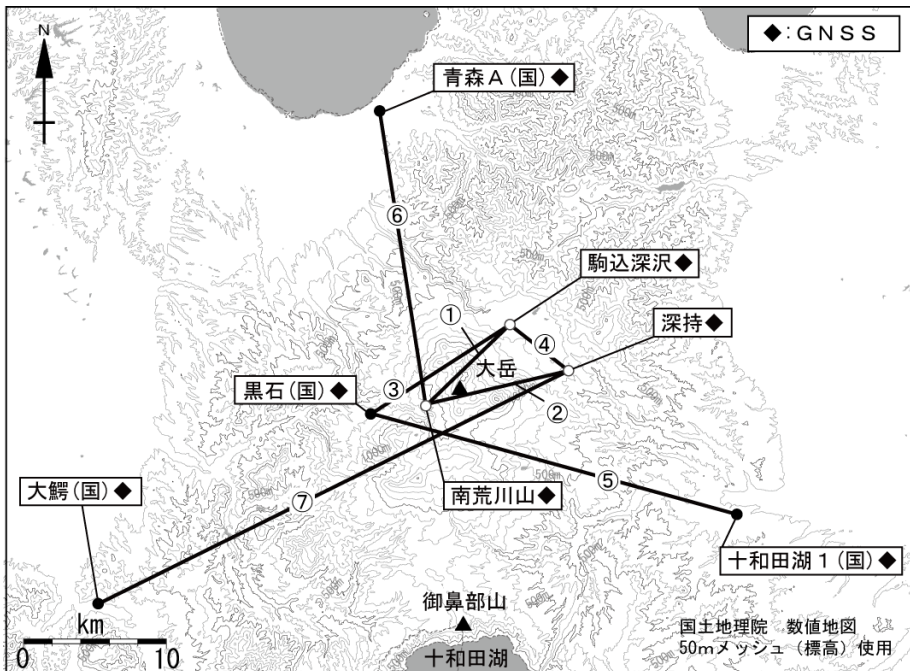 N
◆:GNSS
青森A(国)◆
⑥
駒込深沢◆
①
深持◆
④
大岳
③
黒石(国)◆
②
大鰐(国)◆
⑦
南荒川山◆
⑤
十和田湖1(国)◆
御鼻部山
km
0 10
十和田湖
国土地理院 数値地図
50mメッシュ(標高)使用